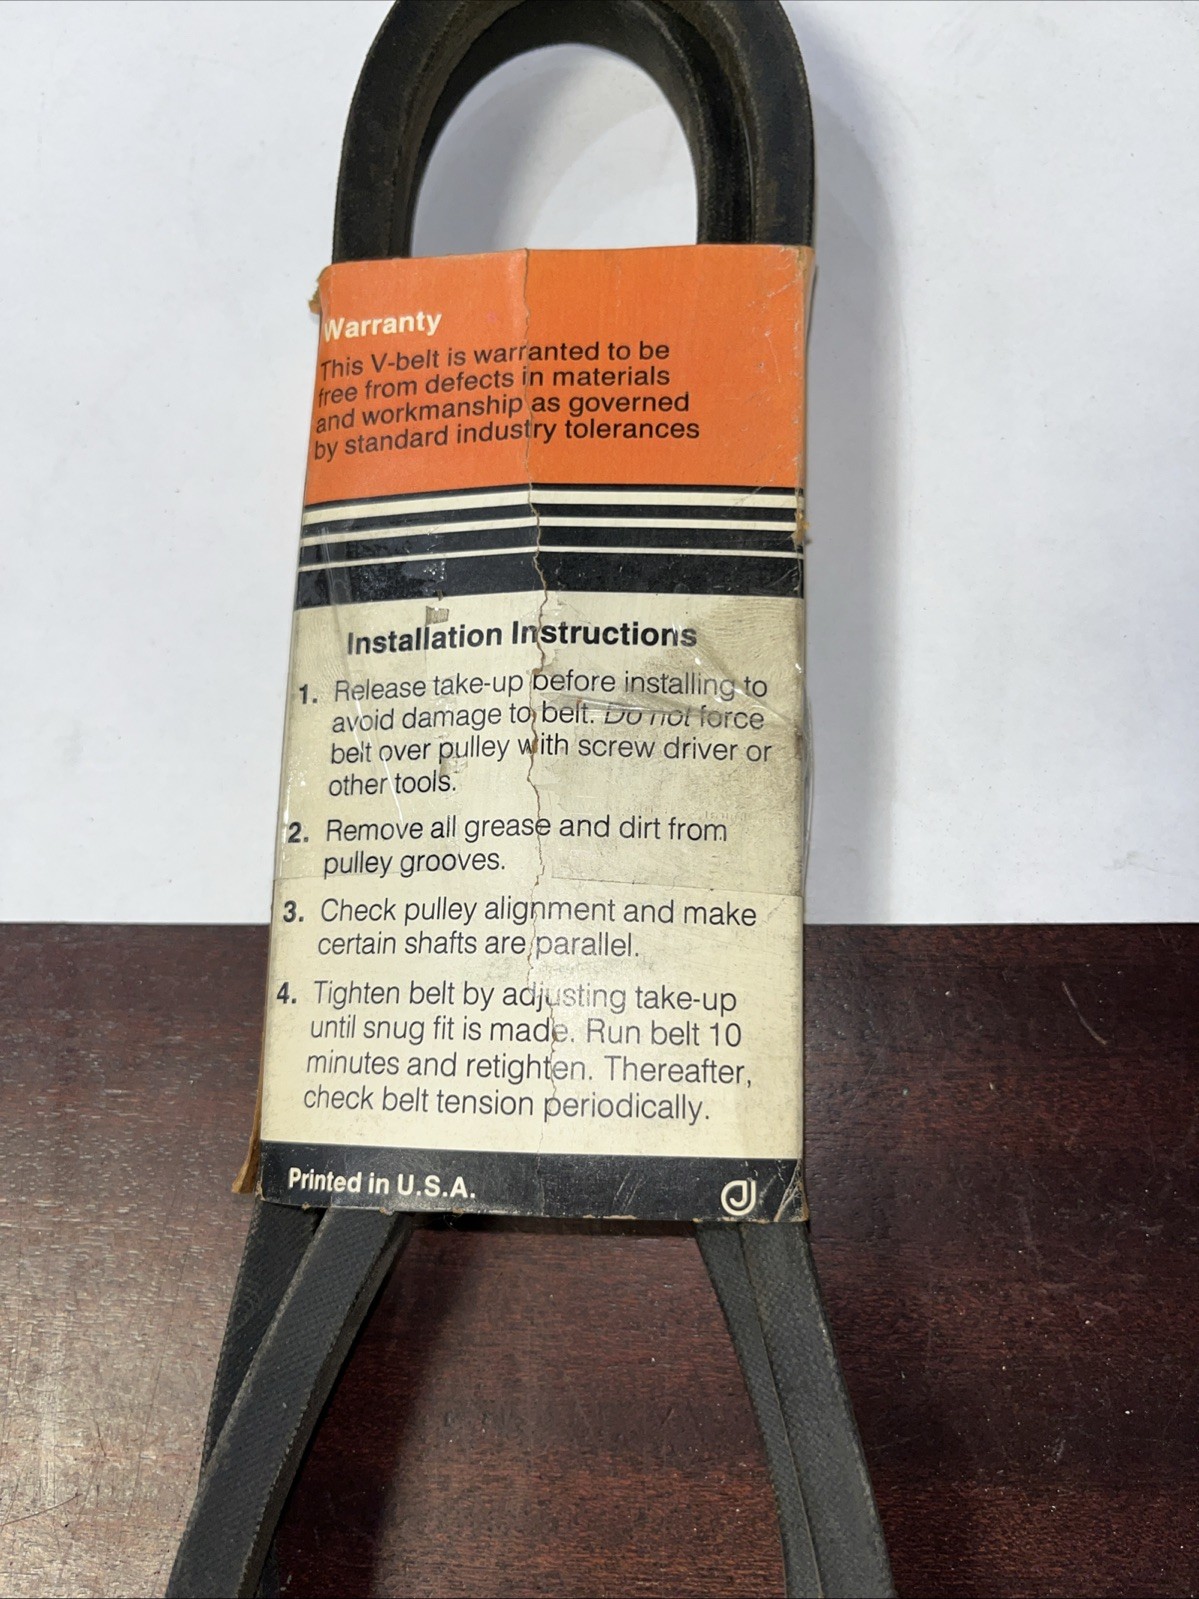 Warranty
This V-belt is warranted to be
free from defects in materials
and workmanship as governed
by standard industry tolerances
Installation Instructions
1. Release take-up before installing to
avoid damage to belt. Do not force
belt over pulley with screw driver or
other tools.
2. Remove all grease and dirt from
pulley grooves.
3. Check pulley alignment and make
certain shafts are parallel.
4. Tighten belt by adjusting take-up
until snug fit is made. Run belt 10
minutes and retighten. Thereafter,
check belt tension periodically.
Printed in U.S.A.